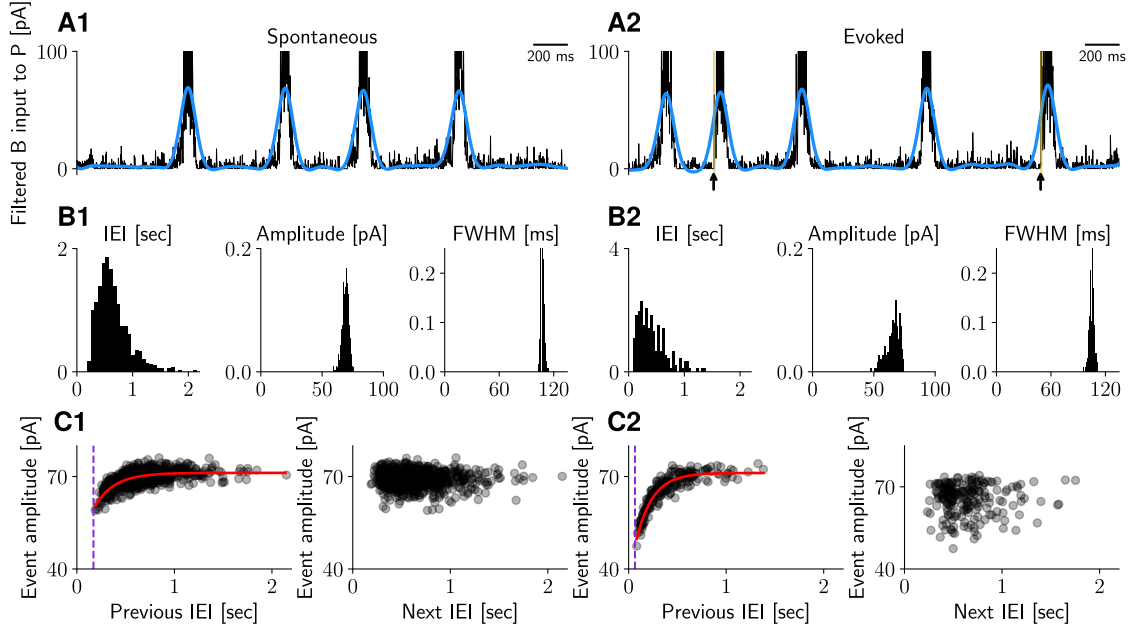 A1
Spontaneous
200 ms
Filtered B input to P [pA]
100
50
0
A2
Evoked
200 ms
100
0
B1
IEI [sec]
Amplitude [pA]
FWHM [ms]
2
1
0
0 1 2
0.2
0.0
0 50 100
0.2
0.1
0.0
0 60 120
B2
IEI [sec]
Amplitude [pA]
FWHM [ms]
4
2
0
0 1 2
0.2
0.0
0 50 100
0.2
0.1
0.0
0 60 120
C1
Event amplitude [pA]
70
40
0 1 2
Previous IEI [sec]
Event amplitude [pA]
70
40
0 1 2
Next IEI [sec]
C2
Event amplitude [pA]
70
40
0 1 2
Previous IEI [sec]
Event amplitude [pA]
70
40
0 1 2
Next IEI [sec]